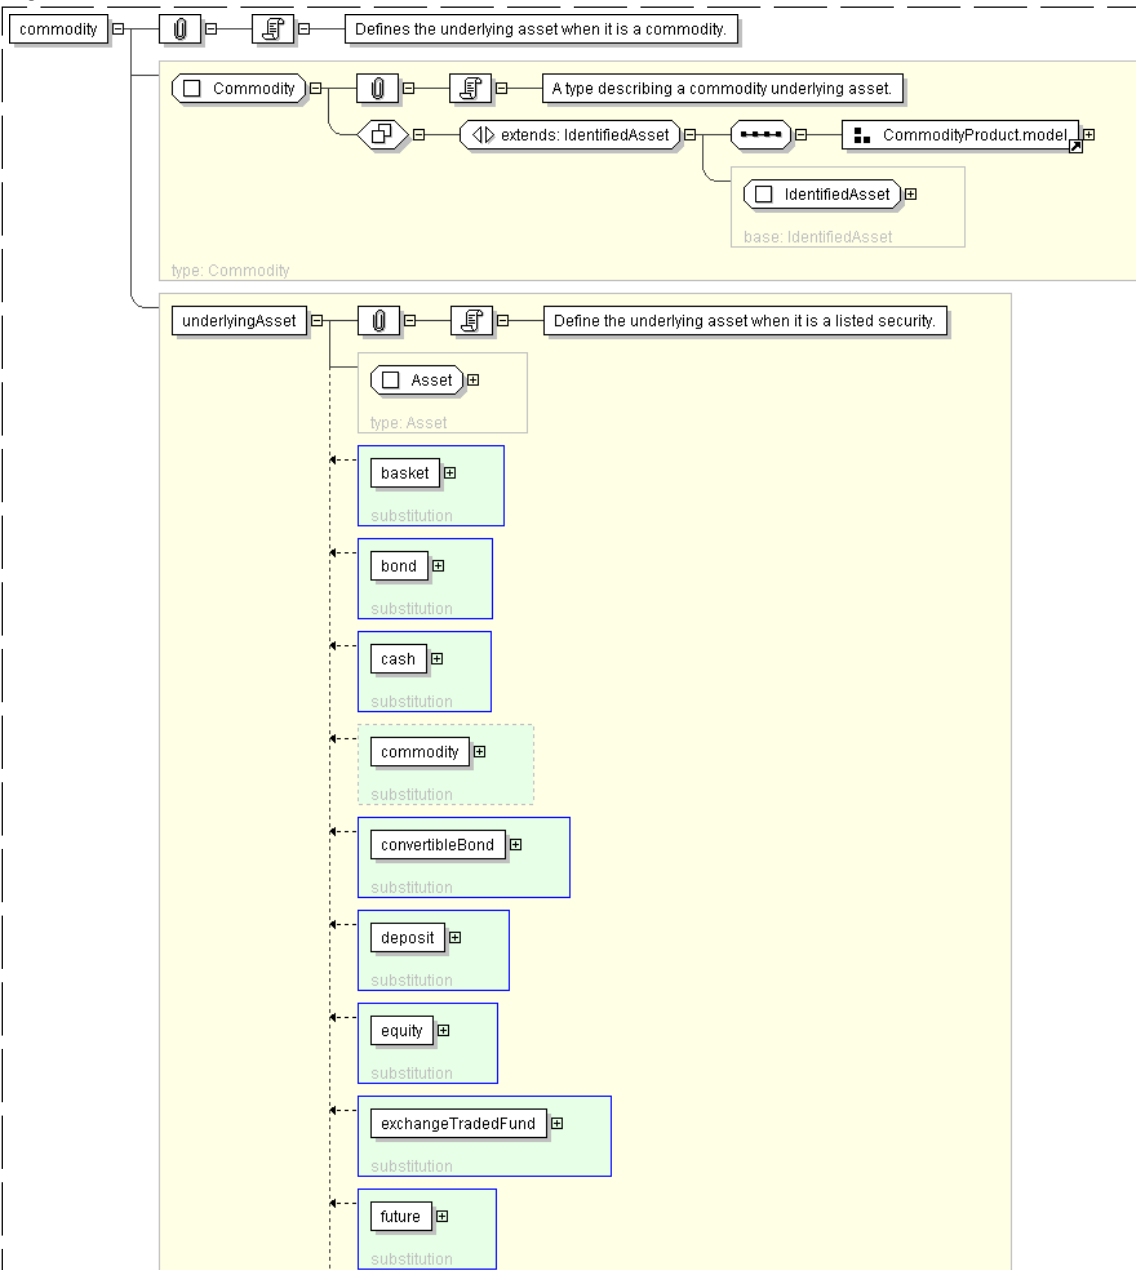 commodity
Defines the underlying asset when it is a commodity.
Commodity
A type describing a commodity underlying asset.
extends: IdentifiedAsset
CommodityProduct.model
IdentifiedAsset
base: IdentifiedAsset
type: Commodity
underlyingAsset
Define the underlying asset when it is a listed security.
Asset
type: Asset
basket
substitution
bond
substitution
cash
substitution
commodity
substitution
convertibleBond
substitution
deposit
substitution
equity
substitution
exchangeTradedFund
substitution
future
substitution